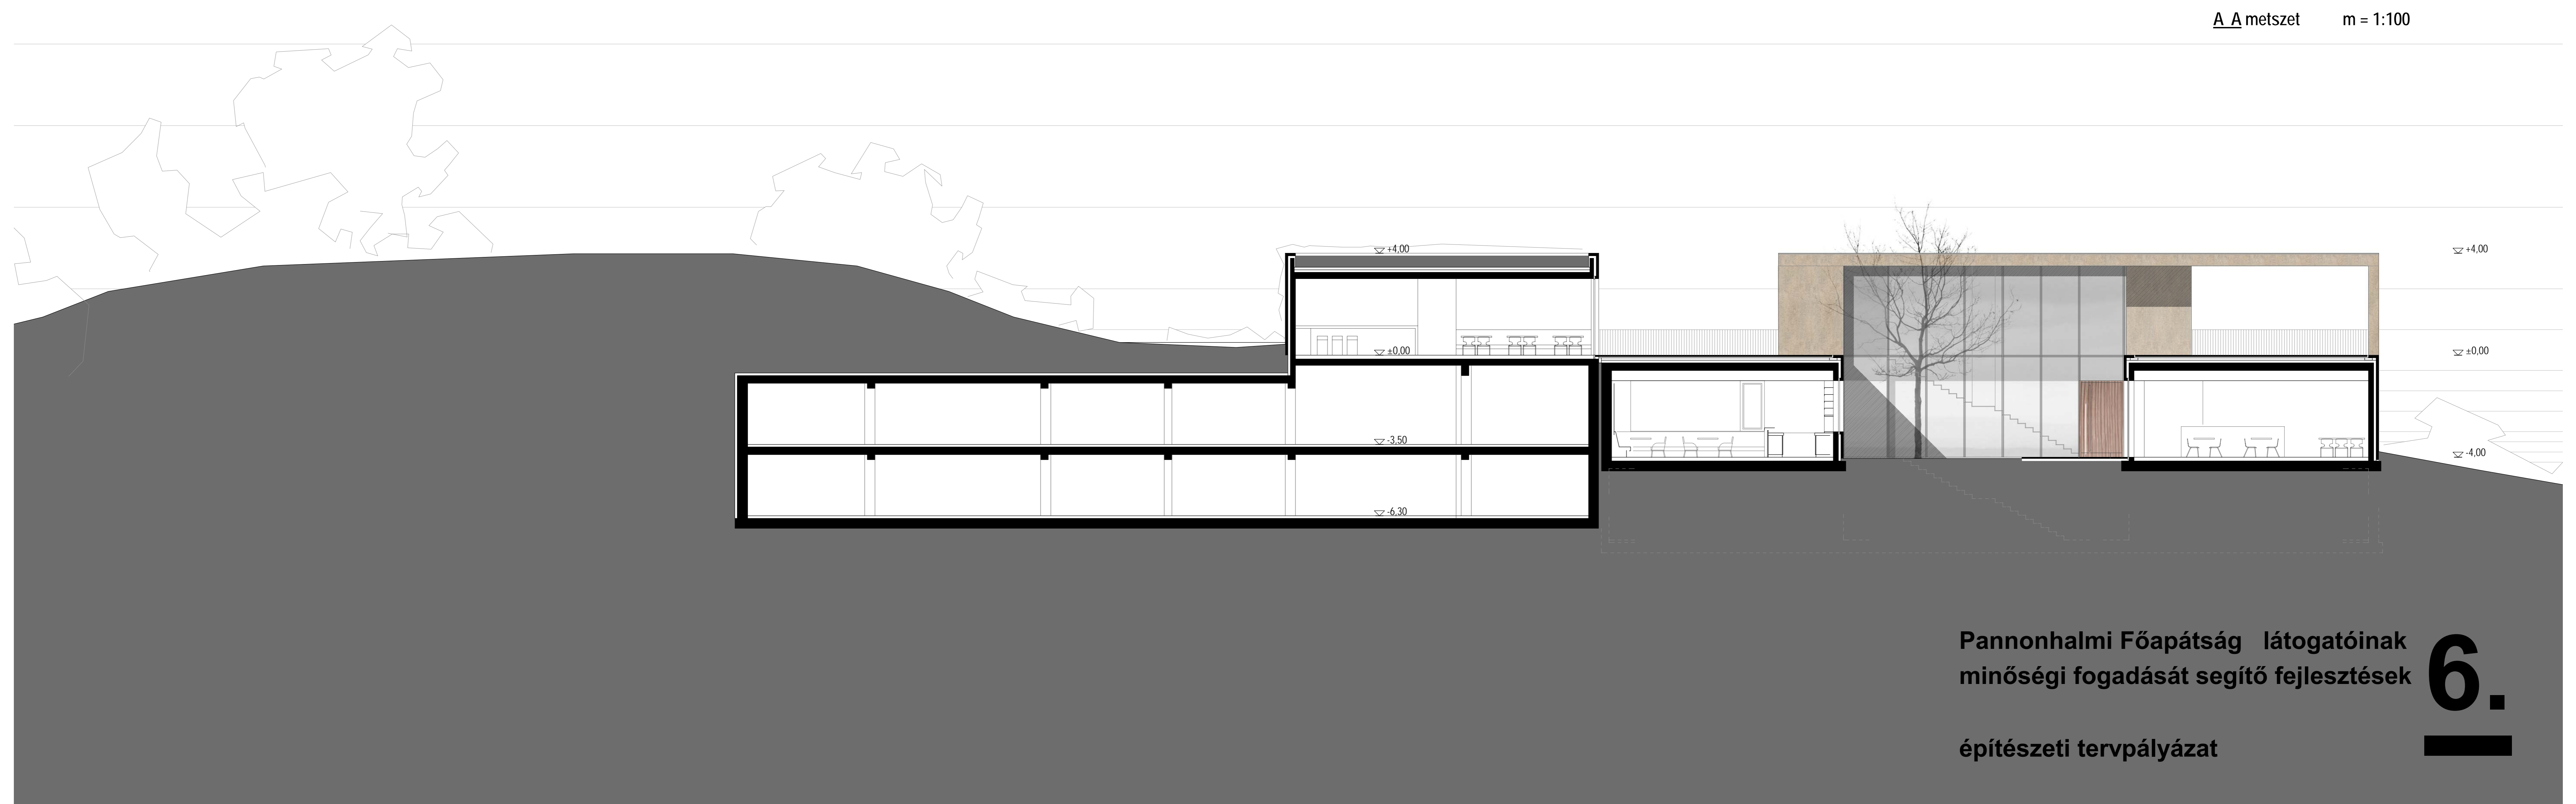 A A metszet m = 1:100
+4,00
+4,00
±0,00
±0,00
-3.50
-4,00
-6.30
Pannonhalmi Főapátság látogatóinak
minőségi fogadását segítő fejlesztések
6.
építészeti tervpályázat